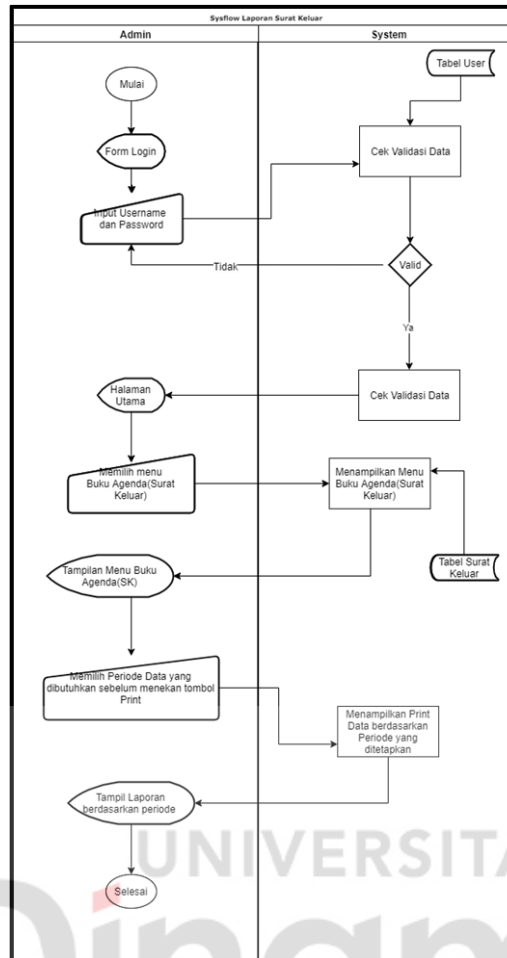 Sysflow Laporan Surat Keluar
Admin
System
Tabel User
Mulai
Form Login
Cek Validasi Data
Input Username
dan Password
Valid
Tidak
Ya
Halaman
Utama
Cek Validasi Data
Memilih menu
Buku Agenda(Surat
Keluar)
Menampilkan Menu
Buku Agenda(Surat
Keluar)
Tampilan Menu Buku
Agenda(SK)
Tabel Surat
Keluar
Memilih Periode Data yang
dibutuhkan sebelum menekan tombol
Print
Menampilkan Print
Data berdasarkan
Periode yang
ditetapkan
Tampil Laporan
berdasarkan periode
Selesai
UNIVERSITA
Dinam